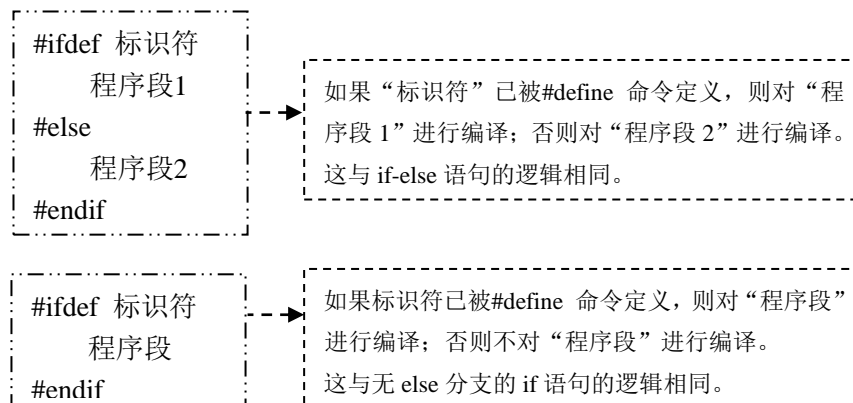 #ifdef 标识符
程序段1
#else
程序段2
#endif
如果“标识符”已被#define 命令定义，则对“程
序段 1”进行编译；否则对“程序段 2”进行编译。
这与 if-else 语句的逻辑相同。
#ifdef 标识符
程序段
#endif
如果标识符已被#define 命令定义，则对“程序段”
进行编译；否则不对“程序段”进行编译。
这与无 else 分支的 if 语句的逻辑相同。